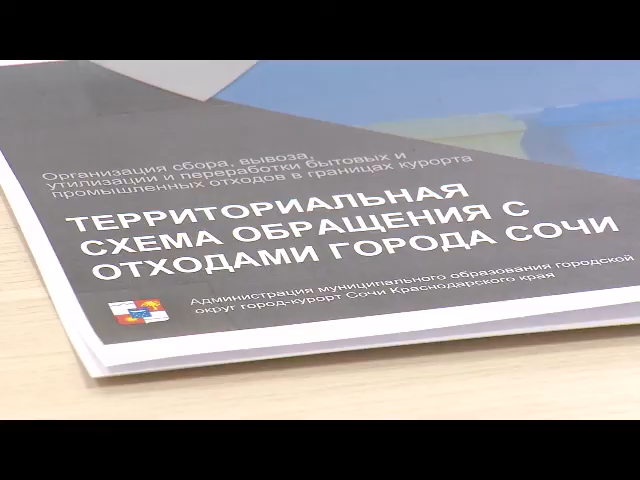 Организация сбора, вывоза,
утилизации и переработки бытовых и
промышленных отходов в границах курорта
ТЕРРИТОРИАЛЬНАЯ
СХЕМА ОБРАЩЕНИЯ С
ОТХОДАМИ ГОРОДА СОЧИ
Администрация муниципального образования городской
округ город-курорт Сочи Краснодарского края